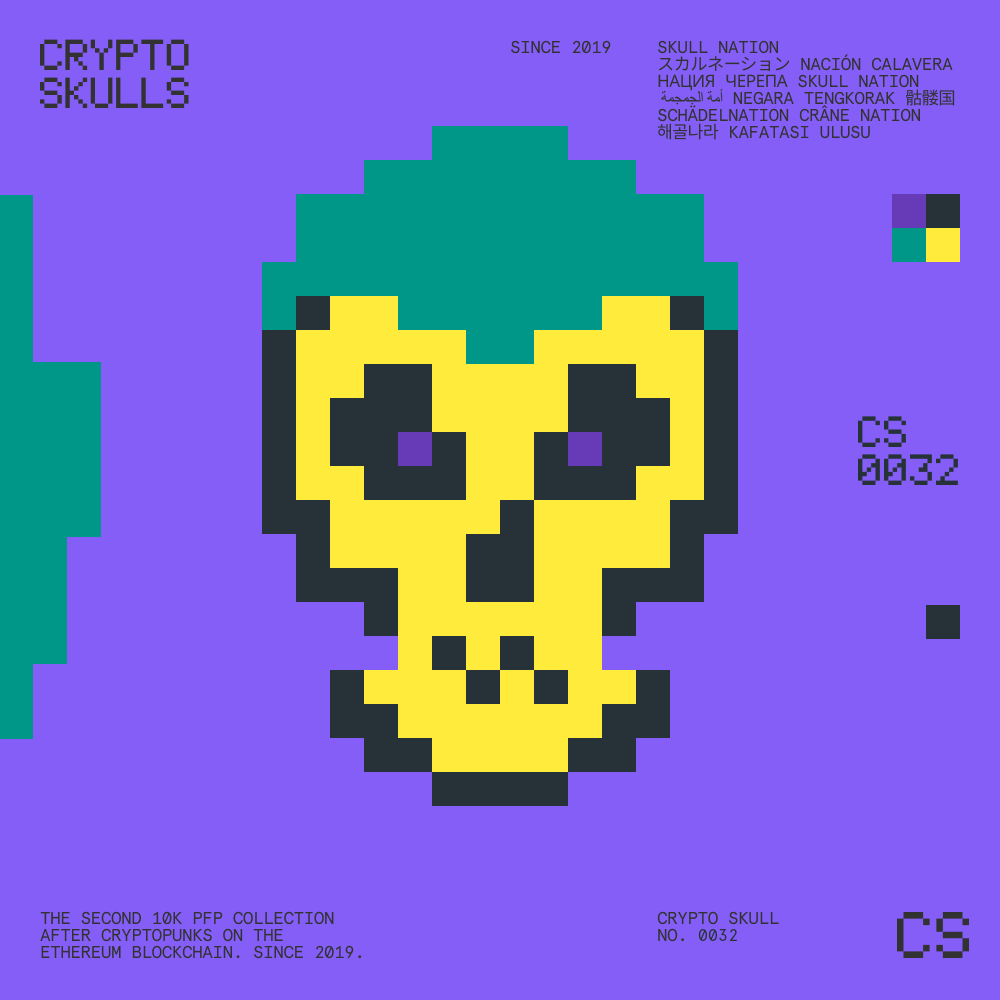 CRYPTO
SKULLS
SINCE 2019
SKULL NATION
スカルネーション NACIÓN CALAVERA
НАЦИЯ ЧЕРЕПА SKULL NATION
أمة الجمجمة NEGARA TENGKORAK 骷髅国
SCHÄDELNATION CRÂNE NATION
해골나라 KAFATASI ULUSU
CS
0032
THE SECOND 10K PFP COLLECTION
AFTER CRYPTOPUNKS ON THE
ETHEREUM BLOCKCHAIN. SINCE 2019.
CRYPTO SKULL
NO. 0032
CS